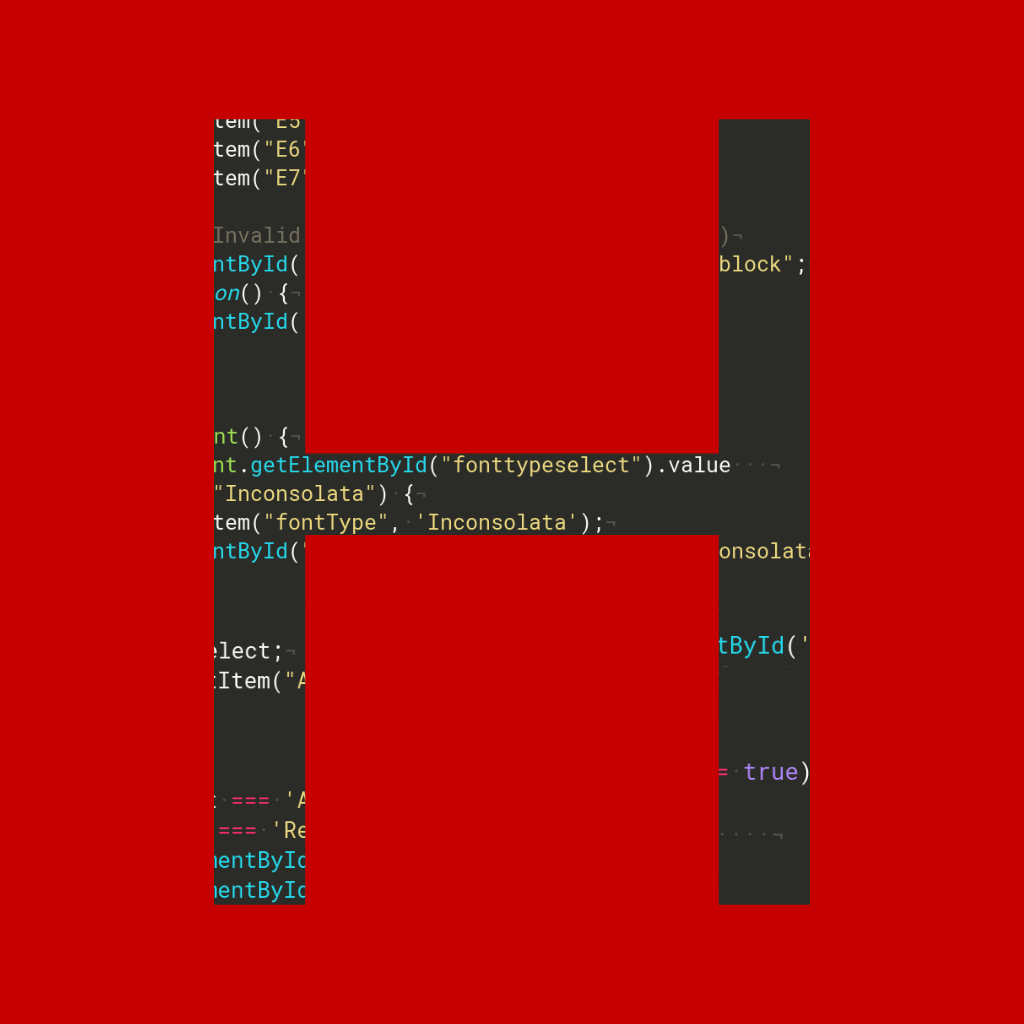 H
tem("E5
tem("E6"
tem("E7"
Invalid )¬
ntById( block";
on() · {¬
ntById(
nt() · {¬
nt.getElementById("fonttypeselect").value · · · ¬
"Inconsolata") · {¬
tem("fontType", · 'Inconsolata');¬
ntById(" onsolata
elect;¬ tById('
tItem("A
= · true)
t · === · 'A
=== · 'Re · · · · ¬
mentById
mentById